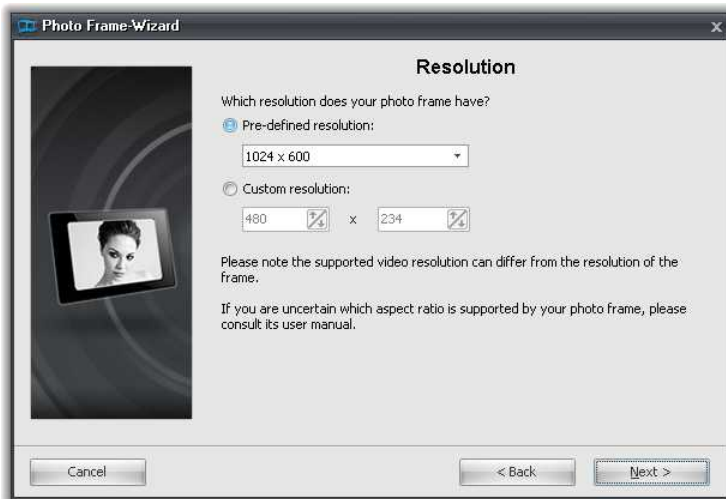 Photo Frame-Wizard
x
Resolution
Which resolution does your photo frame have?
Pre-defined resolution:
1024 x 600
Custom resolution:
480 x 234
Please note the supported video resolution can differ from the resolution of the
frame.
If you are uncertain which aspect ratio is supported by your photo frame, please
consult its user manual.
Cancel
< Back
Next >